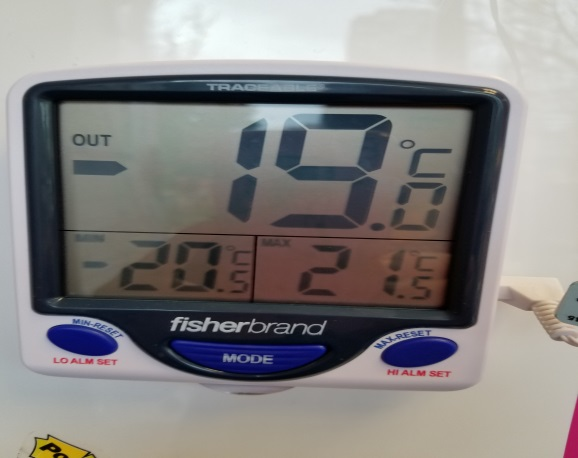 TRACEABLE
OUT
-19.0 °C
MIN MAX
-20.5 °C 21.5 °C
fisherbrand
MIN-RESET MODE MAX-RESET
LO ALM SET HI ALM SET